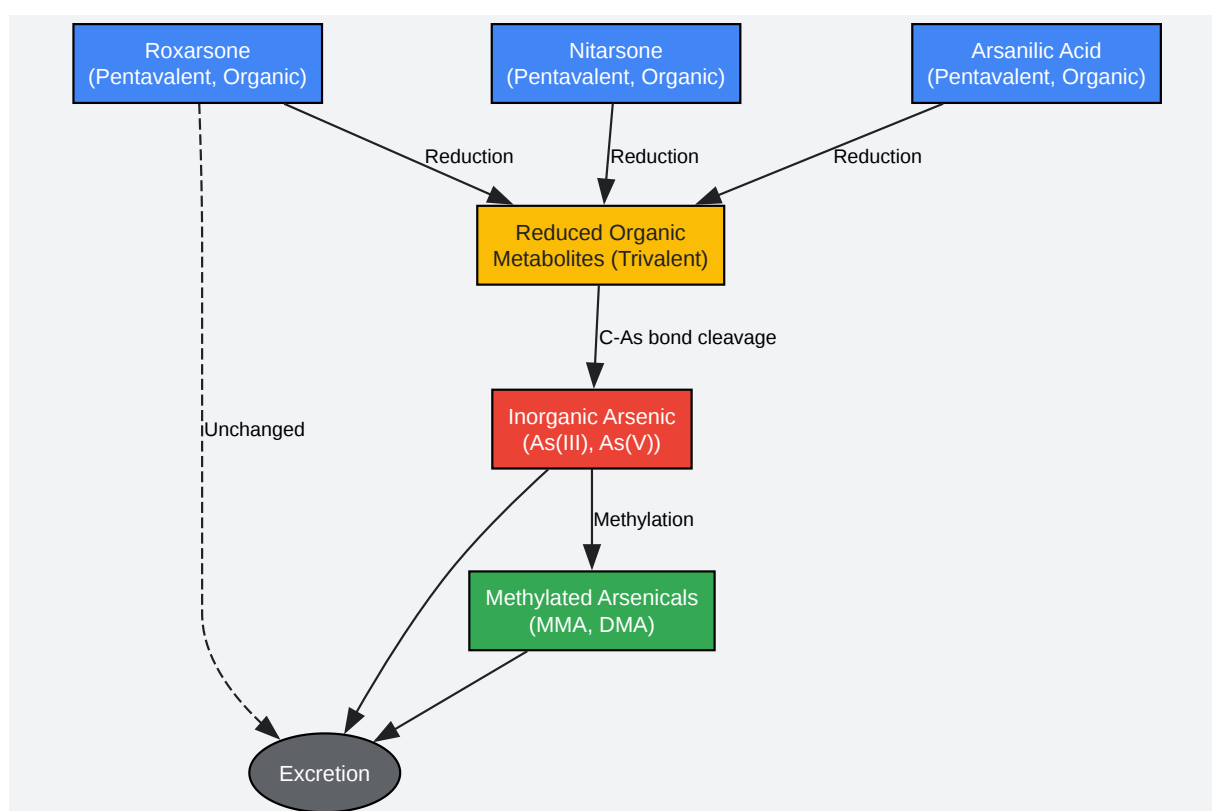 Roxarsone
(Pentavalent, Organic)
Nitarsone
(Pentavalent, Organic)
Arsanilic Acid
(Pentavalent, Organic)
Reduction
Reduction
Reduction
Reduced Organic
Metabolites (Trivalent)
C-As bond cleavage
Inorganic Arsenic
(As(III), As(V))
Unchanged
Methylation
Methylated Arsenicals
(MMA, DMA)
Excretion